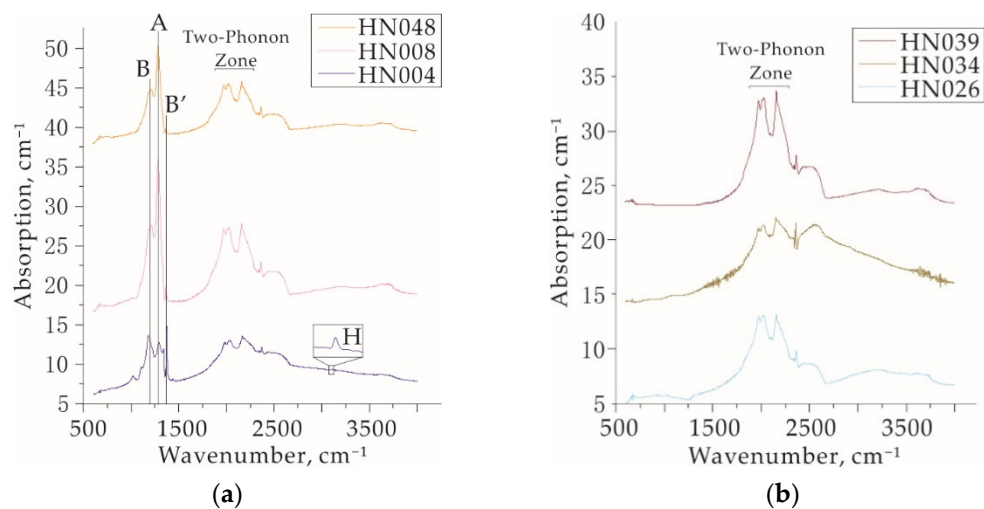 A
Two-Phonon
Zone
B
B′
HN048
HN008
HN004
H
50
45
40
35
30
25
20
15
10
5
Absorption, cm⁻¹
500
1500
2500
3500
Wavenumber, cm⁻¹
(a)
Two-Phonon
Zone
HN039
HN034
HN026
40
35
30
25
20
15
10
5
Absorption, cm⁻¹
500
1500
2500
3500
Wavenumber, cm⁻¹
(b)